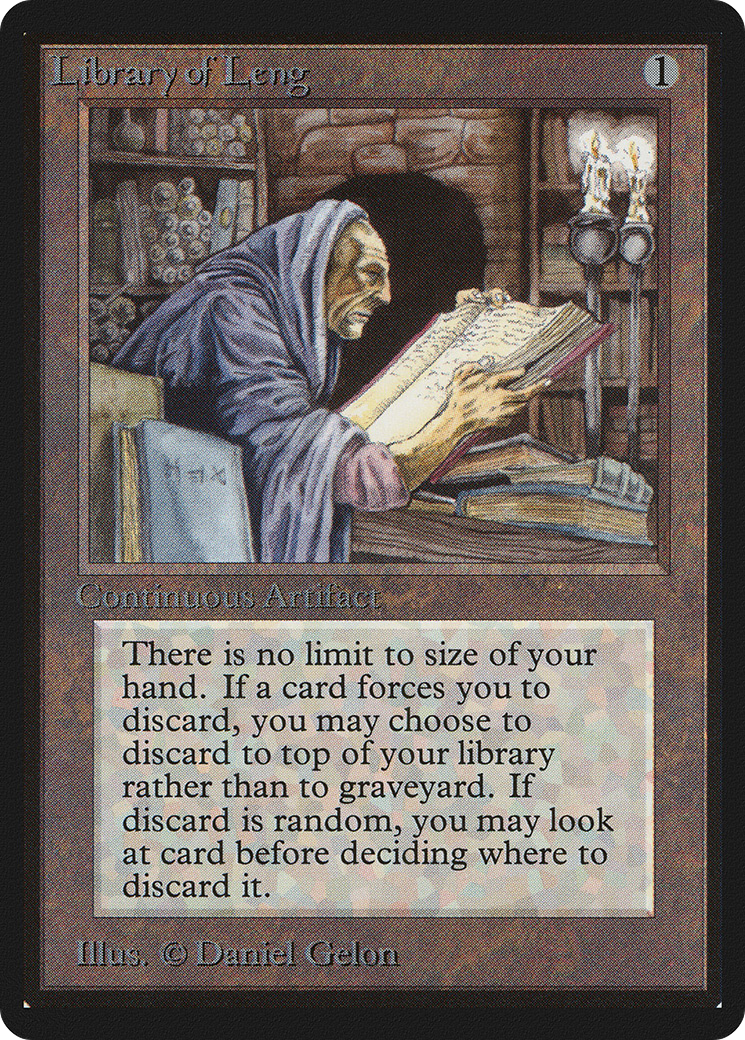 Library of Leng
1
Continuous Artifact
There is no limit to size of your
hand. If a card forces you to
discard, you may choose to
discard to top of your library
rather than to graveyard. If
discard is random, you may look
at card before deciding where to
discard it.
Illus. © Daniel Gelon